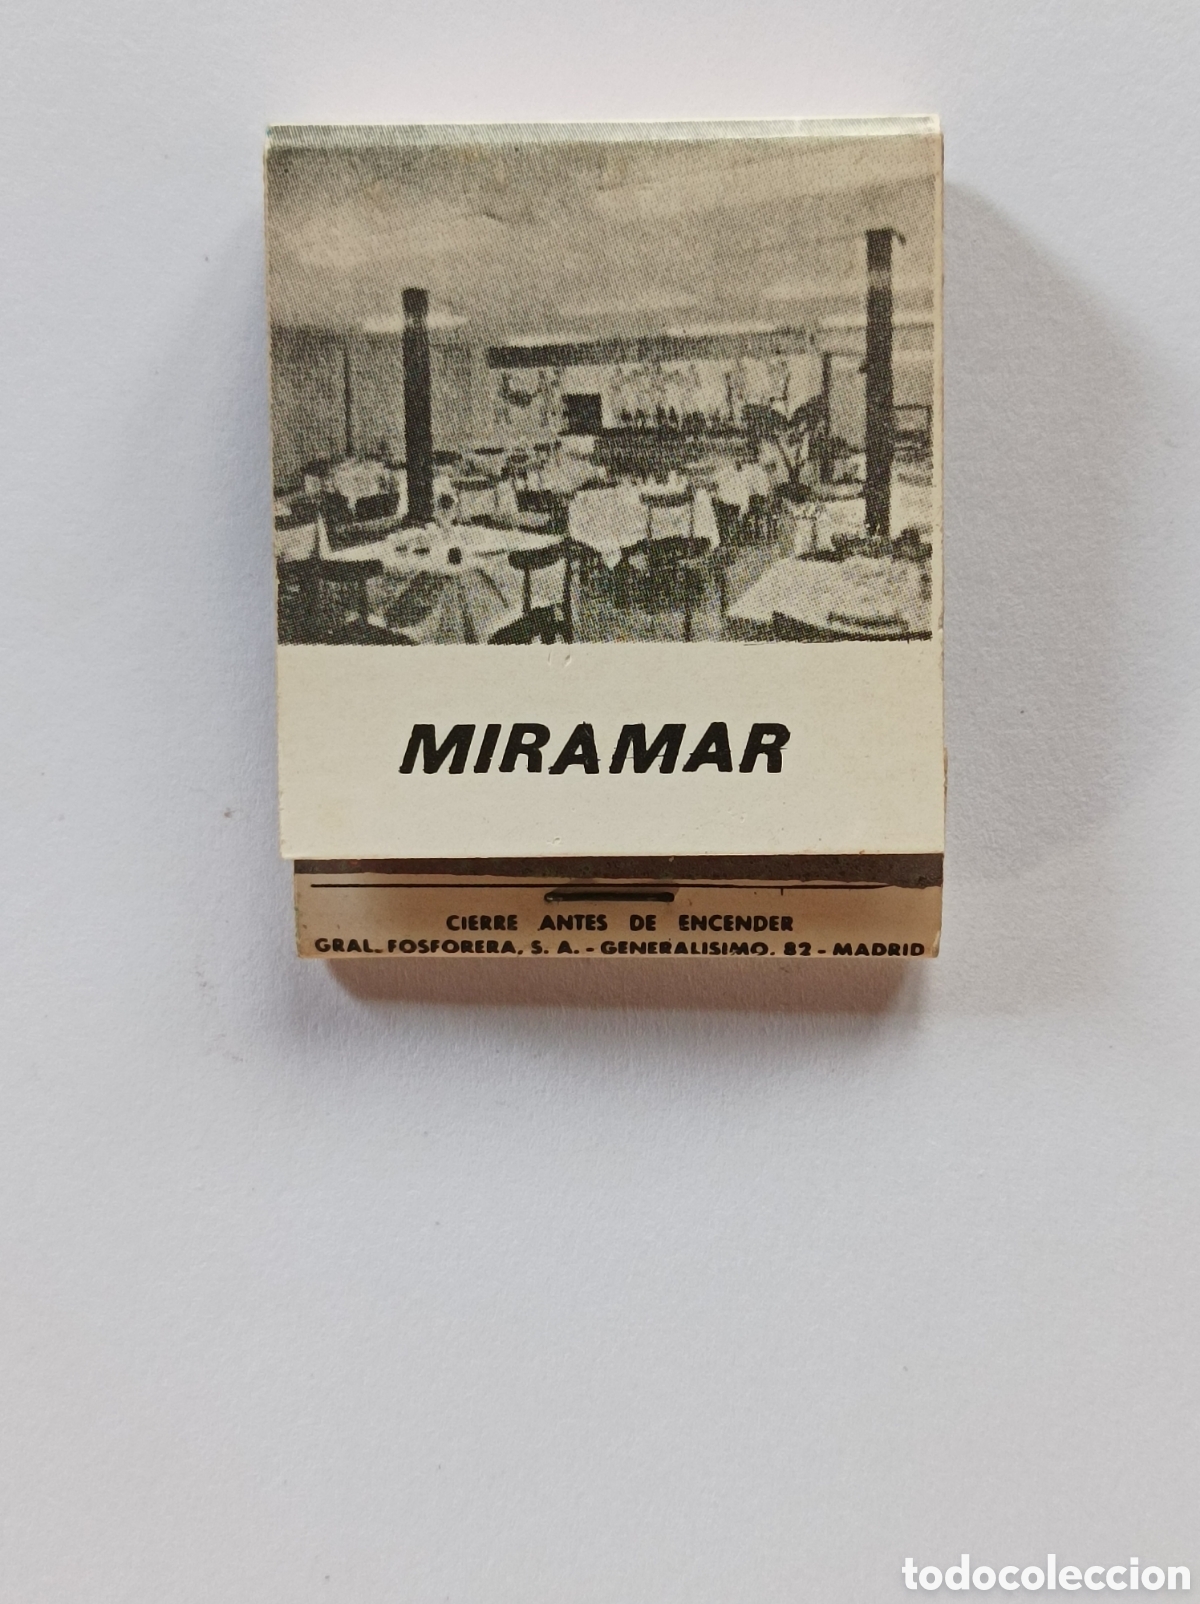 MIRAMAR
CIERRE ANTES DE ENCENDER
GRAL. FOSFORERA, S. A. - GENERALISIMO, 82 - MADRID
todocoleccion